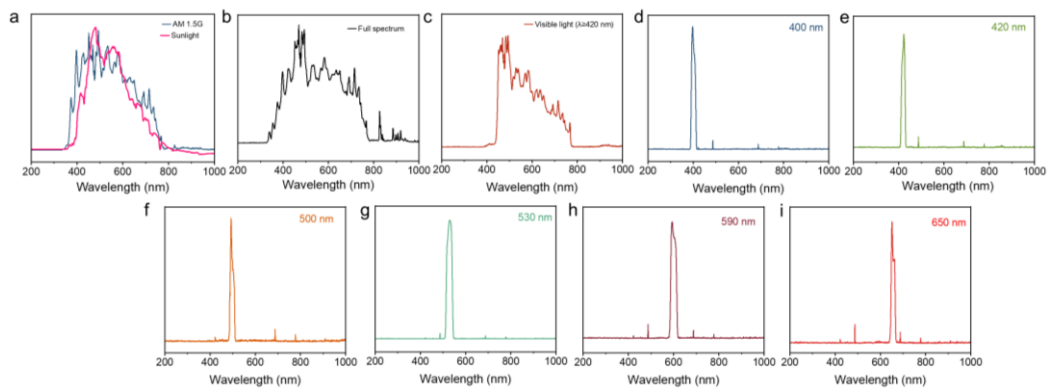 a
AM 1.5G
Sunlight
200 400 600 800 1000
Wavelength (nm)
b
Full spectrum
200 400 600 800 1000
Wavelength (nm)
c
Visible light (λ≥420 nm)
200 400 600 800 1000
Wavelength (nm)
d
400 nm
200 400 600 800 1000
Wavelength (nm)
e
420 nm
200 400 600 800 1000
Wavelength (nm)
f
500 nm
200 400 600 800 1000
Wavelength (nm)
g
530 nm
200 400 600 800 1000
Wavelength (nm)
h
590 nm
200 400 600 800 1000
Wavelength (nm)
i
650 nm
200 400 600 800 1000
Wavelength (nm)